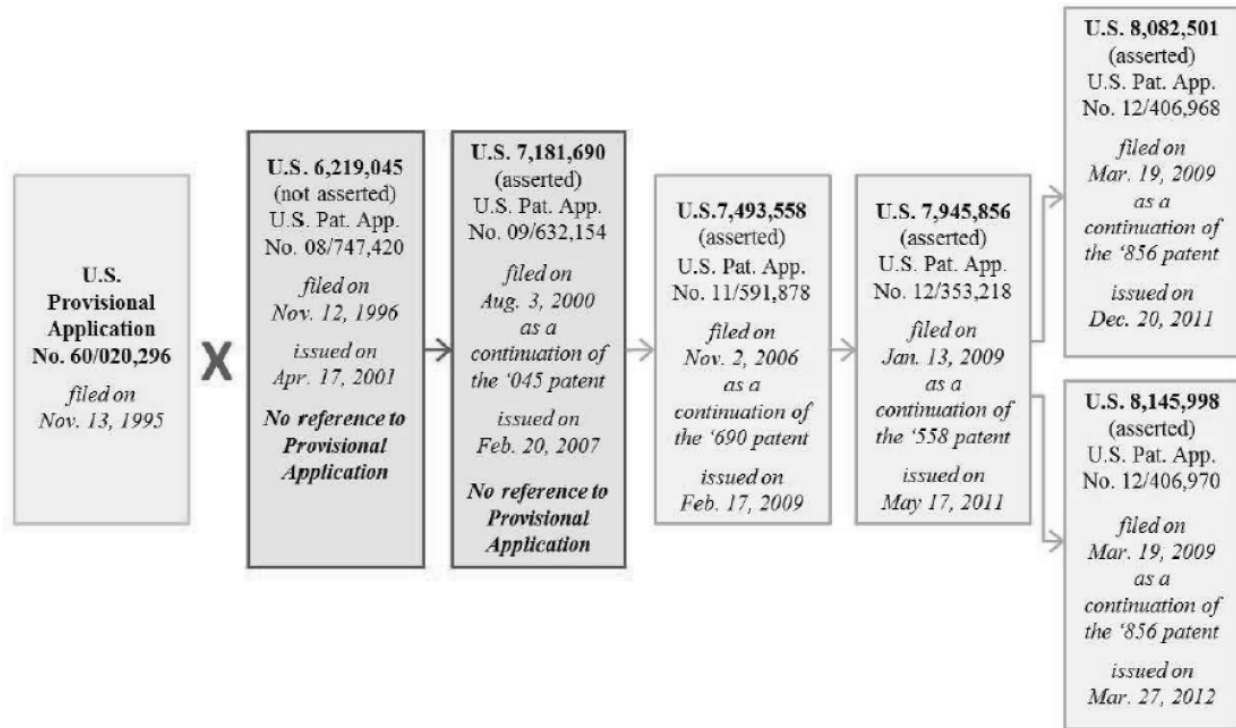 U.S.
Provisional
Application
No. 60/020,296
filed on
Nov. 13, 1995
X
U.S. 6,219,045
(not asserted)
U.S. Pat. App.
No. 08/747,420
filed on
Nov. 12, 1996
issued on
Apr. 17, 2001
No reference to
Provisional
Application
U.S. 7,181,690
(asserted)
U.S. Pat. App.
No. 09/632,154
filed on
Aug. 3, 2000
as a
continuation of
the ‘045 patent
issued on
Feb. 20, 2007
No reference to
Provisional
Application
U.S.7,493,558
(asserted)
U.S. Pat. App.
No. 11/591,878
filed on
Nov. 2, 2006
as a
continuation of
the ‘690 patent
issued on
Feb. 17, 2009
U.S. 7,945,856
(asserted)
U.S. Pat. App.
No. 12/353,218
filed on
Jan. 13, 2009
as a
continuation of
the ‘558 patent
issued on
May 17, 2011
U.S. 8,082,501
(asserted)
U.S. Pat. App.
No. 12/406,968
filed on
Mar. 19, 2009
as a
continuation of
the ‘856 patent
issued on
Dec. 20, 2011
U.S. 8,145,998
(asserted)
U.S. Pat. App.
No. 12/406,970
filed on
Mar. 19, 2009
as a
continuation of
the ‘856 patent
issued on
Mar. 27, 2012